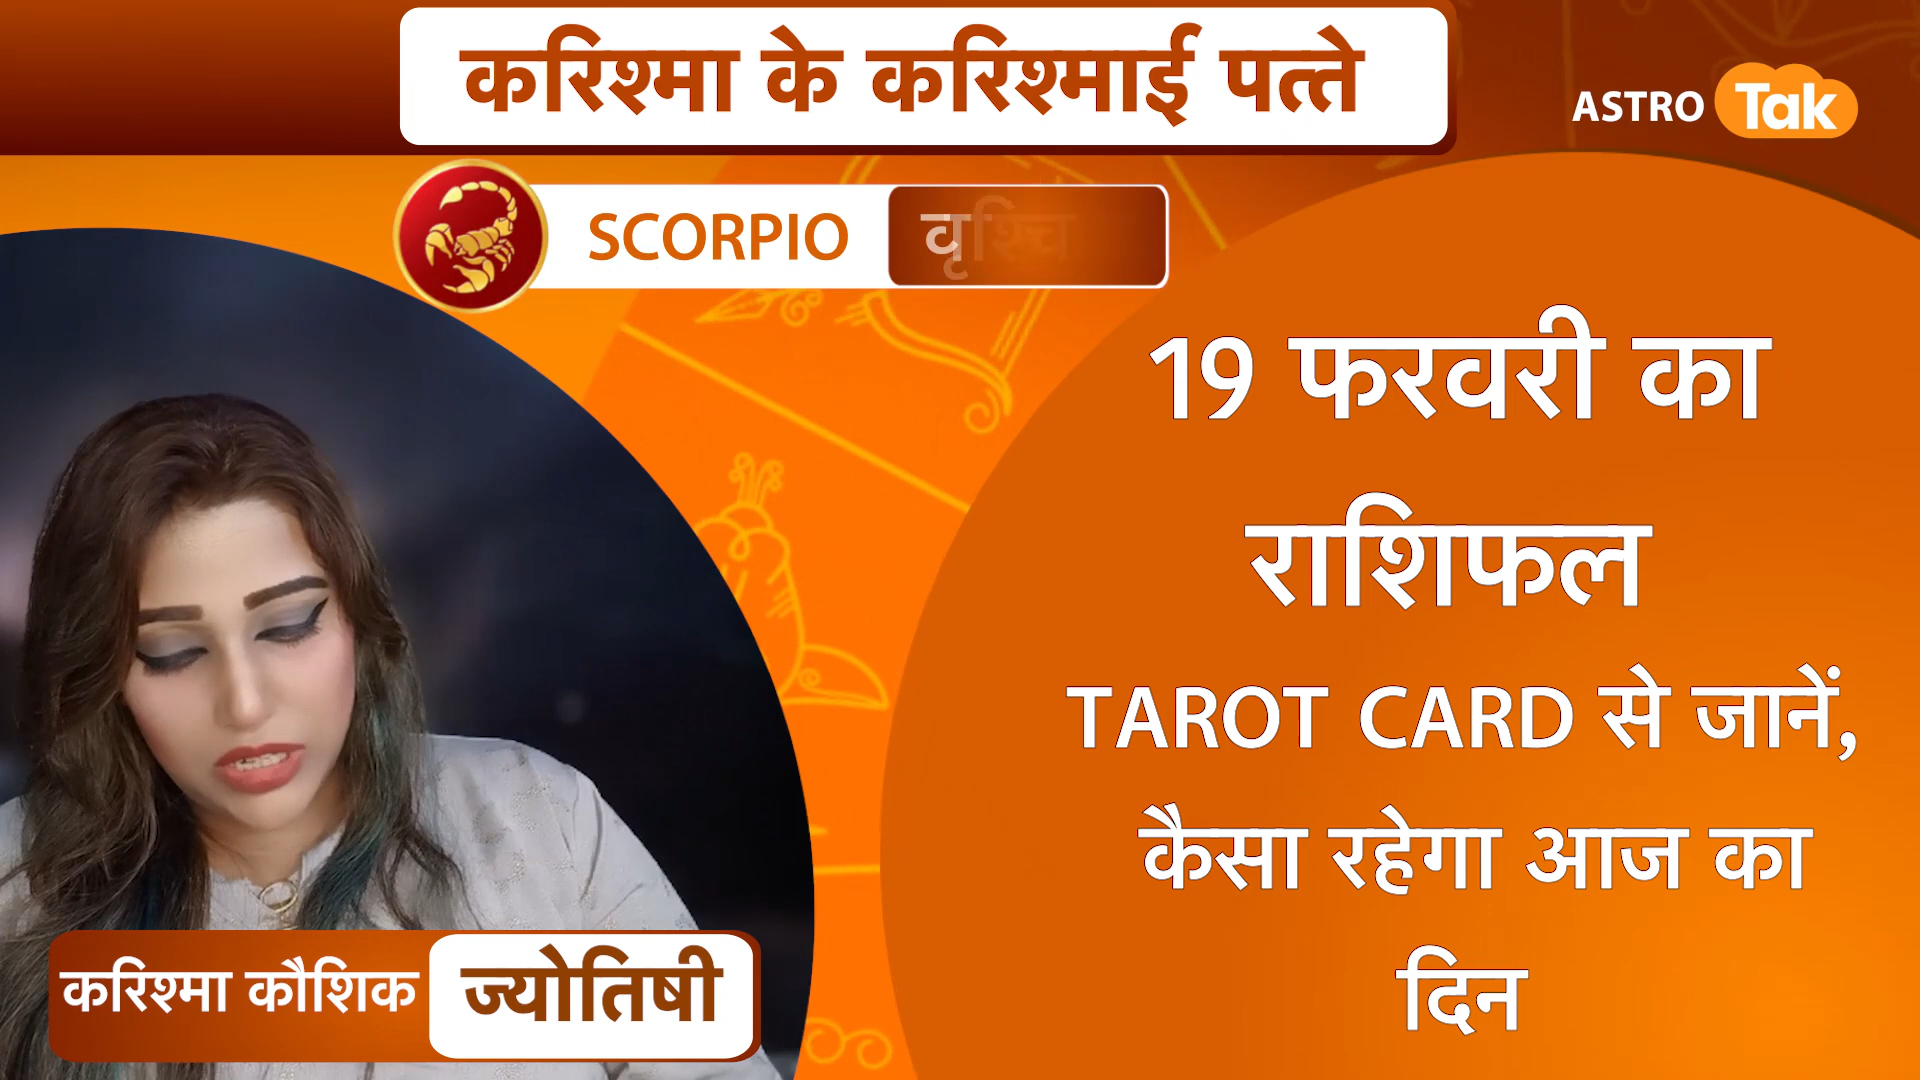 करिश्मा के करिश्माई पत्ते
ASTRO Tak
SCORPIO
19 फरवरी का
राशिफल
TAROT CARD से जानें,
कैसा रहेगा आज का
दिन
करिश्मा कौशिक
ज्योतिषी